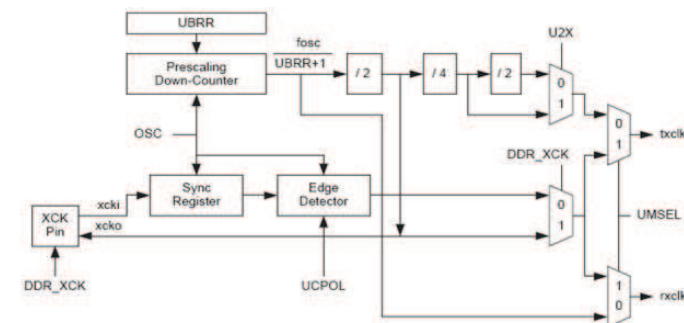 UBRR
U2X
fosc
Prescaling
Down-Counter
UBRR+1
/ 2
/ 4
/ 2
0
1
OSC
0
1
txclk
DDR_XCK
xcki
Sync
Register
Edge
Detector
0
1
UMSEL
XCK
Pin
xcko
DDR_XCK
UCPOL
1
0
rxclk